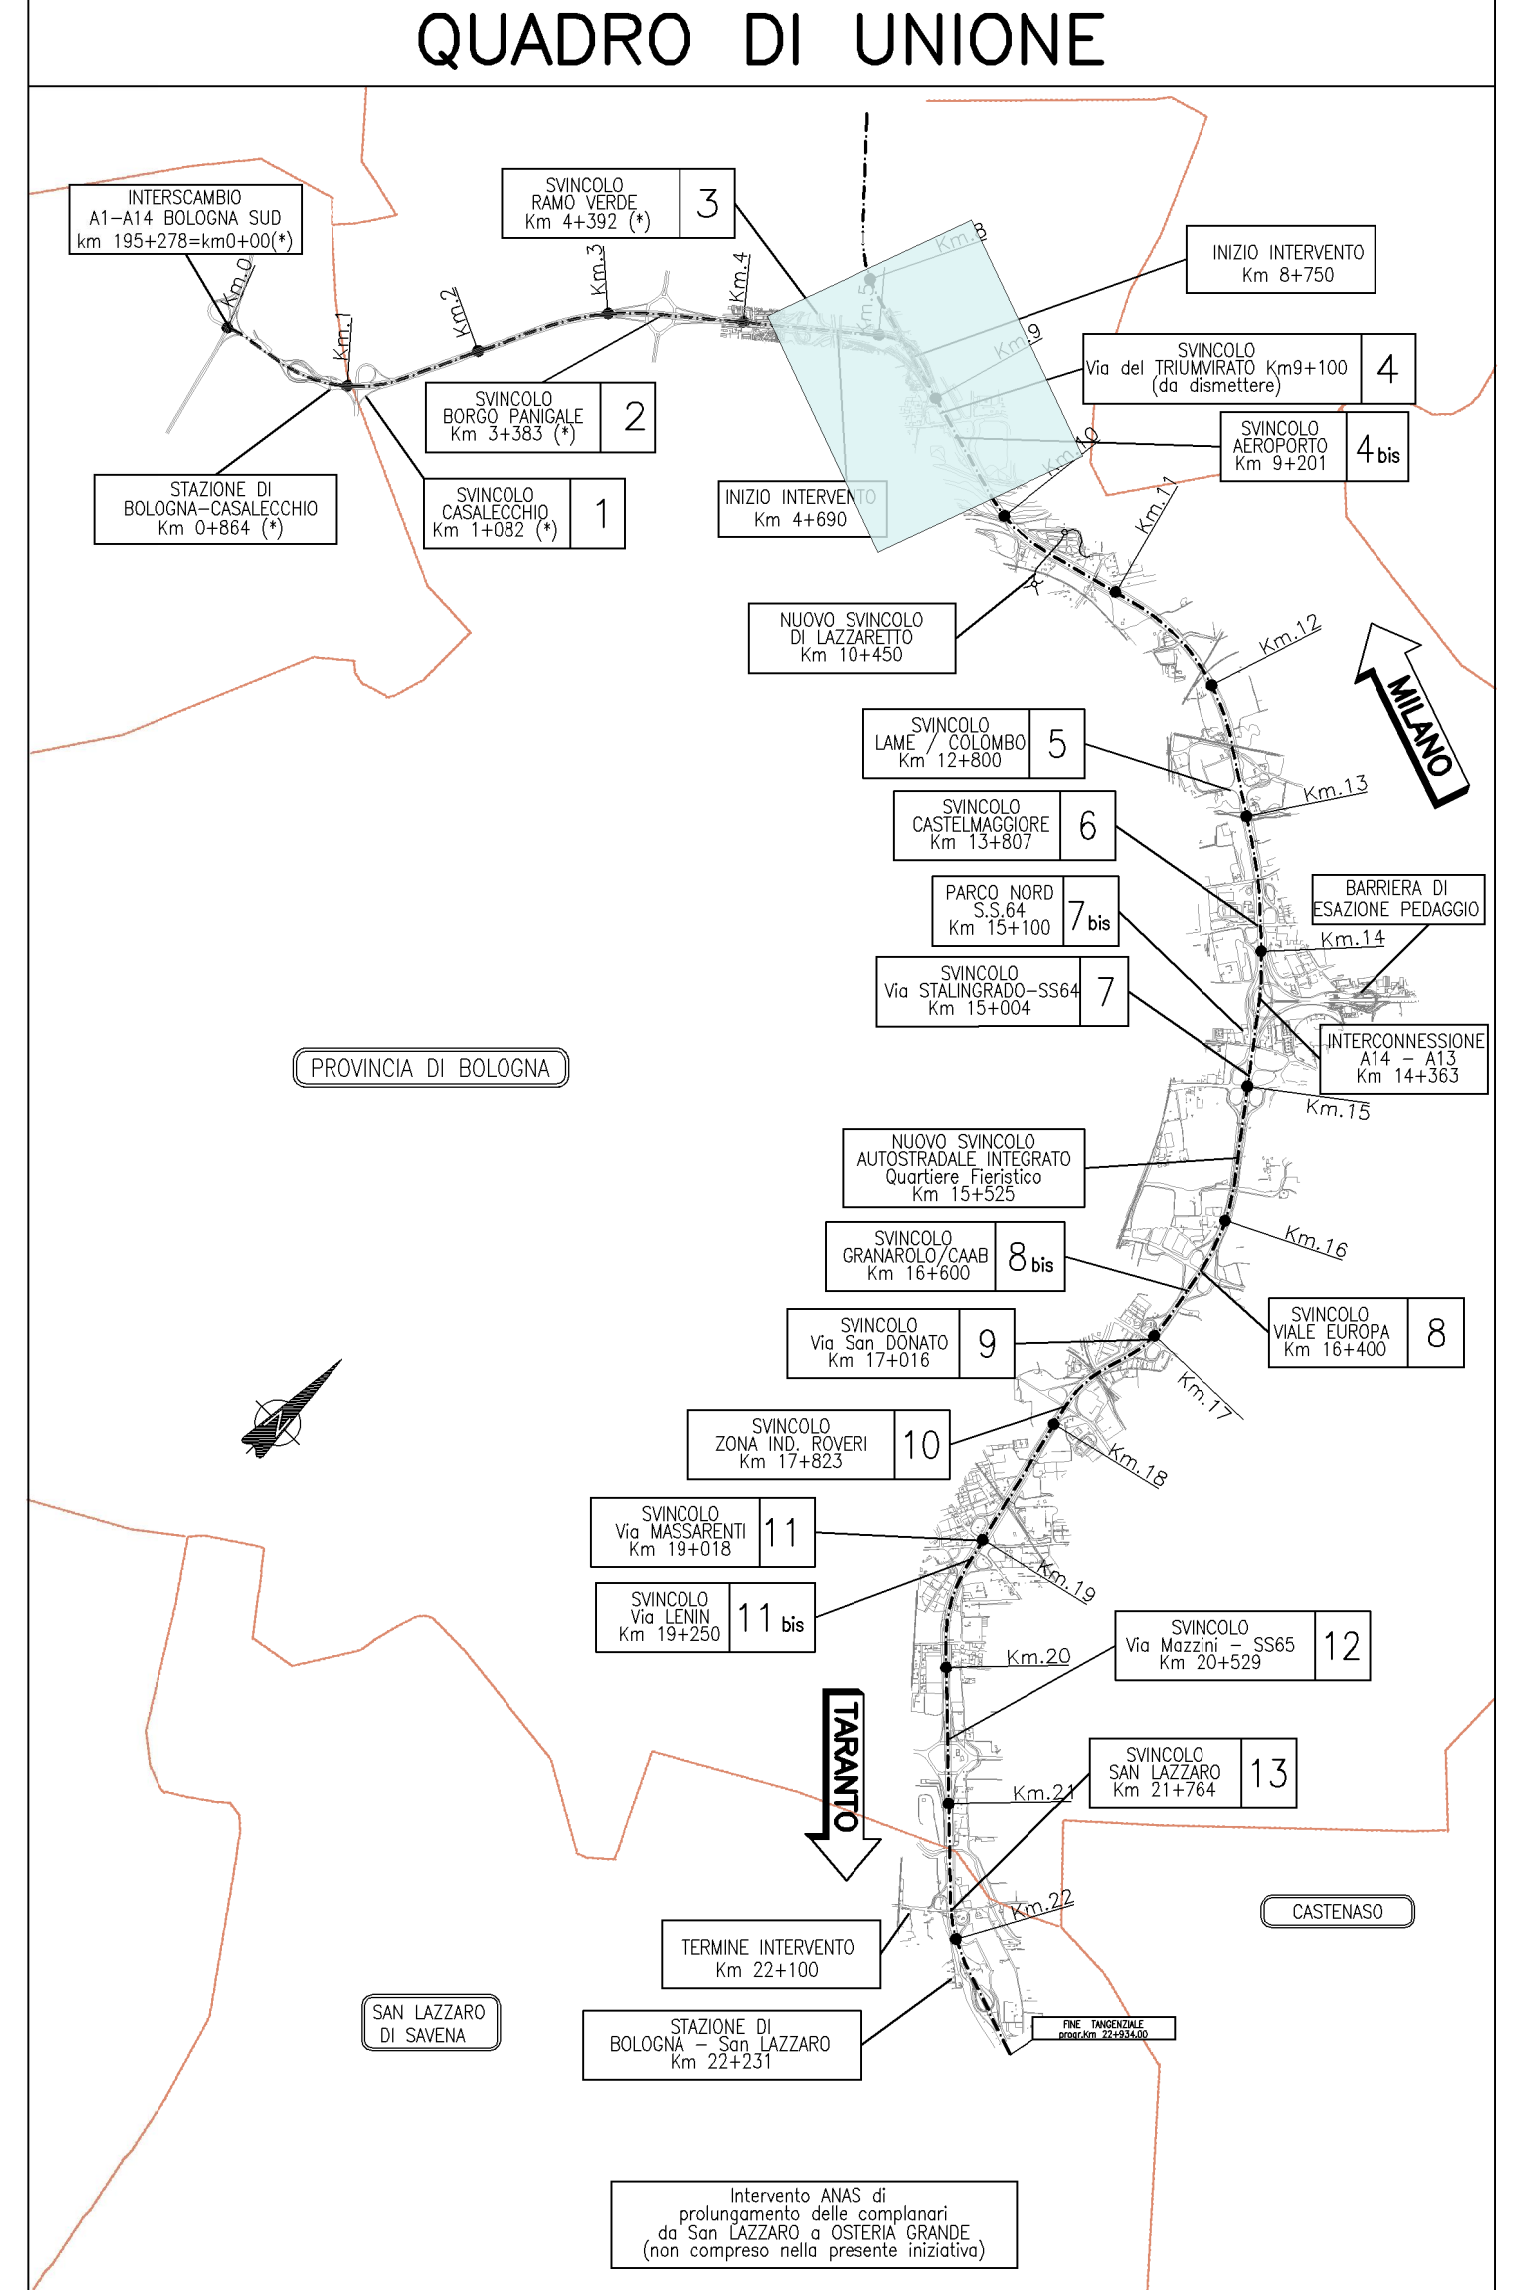 QUADRO DI UNIONE
INTERSCAMBIO
A1-A14 BOLOGNA SUD
km 195+278=km0+00(*)
SVINCOLO
RAMO VERDE
Km 4+392 (*)
3
INIZIO INTERVENTO
Km 8+750
Km.0
Km.1
Km.2
Km.3
Km.4
Km.5
Km.8
Km.9
SVINCOLO
Via del TRIUMVIRATO Km9+100
(da dismettere)
4
SVINCOLO
BORGO PANIGALE
Km 3+383 (*)
2
SVINCOLO
AEROPORTO
Km 9+201
4 bis
Km.10
STAZIONE DI
BOLOGNA-CASALECCHIO
Km 0+864 (*)
SVINCOLO
CASALECCHIO
Km 1+082 (*)
1
INIZIO INTERVENTO
Km 4+690
Km.11
NUOVO SVINCOLO
DI LAZZARETTO
Km 10+450
Km.12
MILANO
SVINCOLO
LAME / COLOMBO
Km 12+800
5
Km.13
SVINCOLO
CASTELMAGGIORE
Km 13+807
6
PARCO NORD
S.S.64
Km 15+100
7 bis
BARRIERA DI
ESAZIONE PEDAGGIO
Km.14
SVINCOLO
Via STALINGRADO-SS64
Km 15+004
7
INTERCONNESSIONE
A14 - A13
Km 14+363
PROVINCIA DI BOLOGNA
Km.15
NUOVO SVINCOLO
AUTOSTRADALE INTEGRATO
Quartiere Fieristico
Km 15+525
Km.16
SVINCOLO
GRANAROLO/CAAB
Km 16+600
8 bis
SVINCOLO
VIALE EUROPA
Km 16+400
8
SVINCOLO
Via San DONATO
Km 17+016
9
Km.17
SVINCOLO
ZONA IND. ROVERI
Km 17+823
10
Km.18
SVINCOLO
Via MASSARENTI
Km 19+018
11
Km.19
SVINCOLO
Via LENIN
Km 19+250
11 bis
SVINCOLO
Via Mazzini - SS65
Km 20+529
12
Km.20
TARANTO
SVINCOLO
SAN LAZZARO
Km 21+764
13
Km.21
Km.22
CASTENASO
TERMINE INTERVENTO
Km 22+100
SAN LAZZARO
DI SAVENA
STAZIONE DI
BOLOGNA - San LAZZARO
Km 22+231
FINE TANGENZIALE
progr.Km 22+934.00
Intervento ANAS di
prolungamento delle complanari
da San LAZZARO a OSTERIA GRANDE
(non compreso nella presente iniziativa)